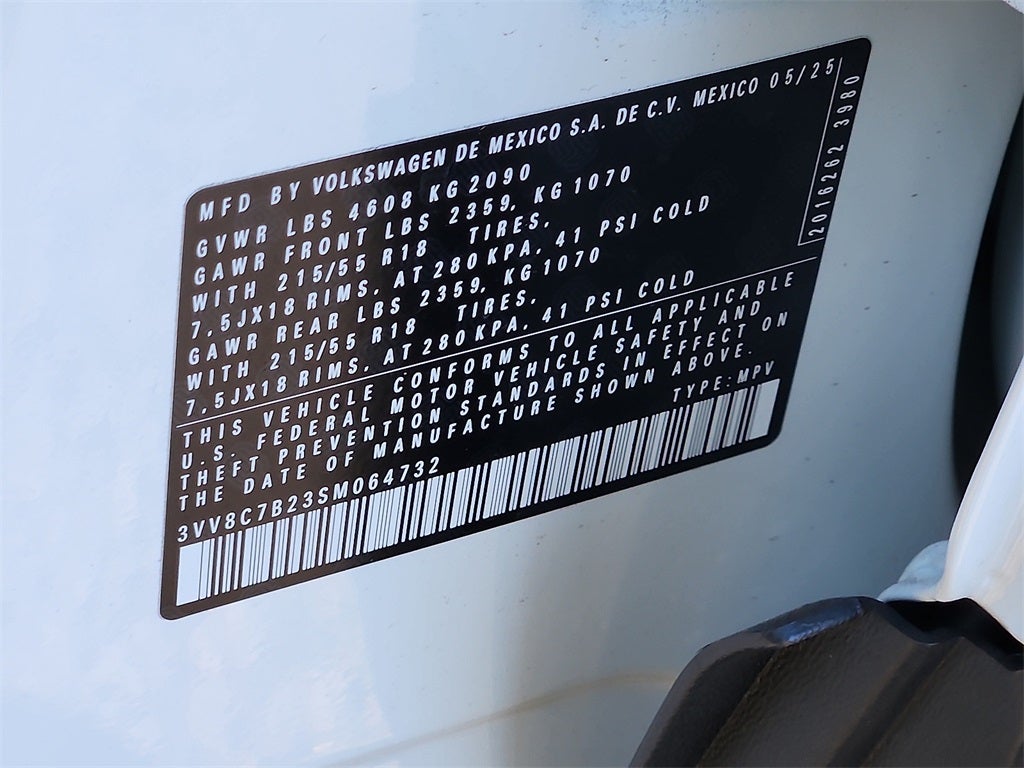 MFD BY VOLKSWAGEN DE MEXICO S.A. DE C.V. MEXICO 05/25
GVWR LBS 4608 KG 2090
GAWR FRONT LBS 2359, KG 1070
WITH 215/55 R18 TIRES,
7,5JX18 RIMS, AT 280 KPA, 41 PSI COLD
GAWR REAR LBS 2359, KG 1070
WITH 215/55 R18 TIRES,
7,5JX18 RIMS, AT 280 KPA, 41 PSI COLD
2016262 3980
THIS VEHICLE CONFORMS TO ALL APPLICABLE
U.S. FEDERAL MOTOR VEHICLE SAFETY AND
THEFT PREVENTION STANDARDS IN EFFECT ON
THE DATE OF MANUFACTURE SHOWN ABOVE.
3VV8C7B23SM064732 TYPE: MPV